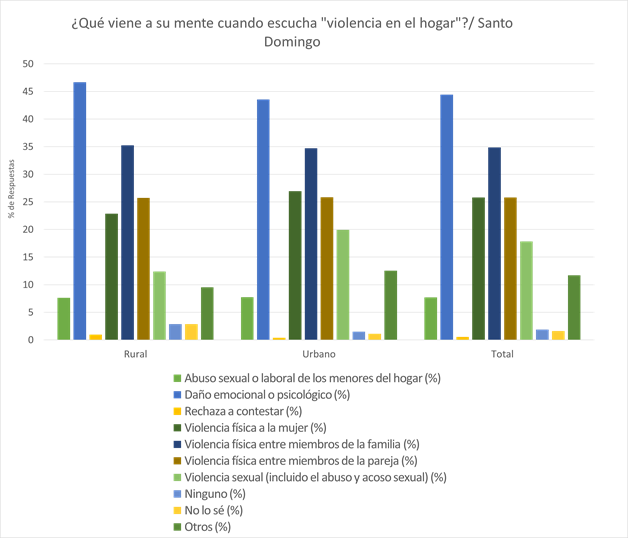 ¿Qué viene a su mente cuando escucha "violencia en el hogar"?/ Santo
Domingo
50
45
40
35
30
25
20
15
10
5
0
% de Respuestas
Rural
Urbano
Total
Abuso sexual o laboral de los menores del hogar (%)
Daño emocional o psicológico (%)
Rechaza a contestar (%)
Violencia física a la mujer (%)
Violencia física entre miembros de la familia (%)
Violencia física entre miembros de la pareja (%)
Violencia sexual (incluido el abuso y acoso sexual) (%)
Ninguno (%)
No lo sé (%)
Otros (%)